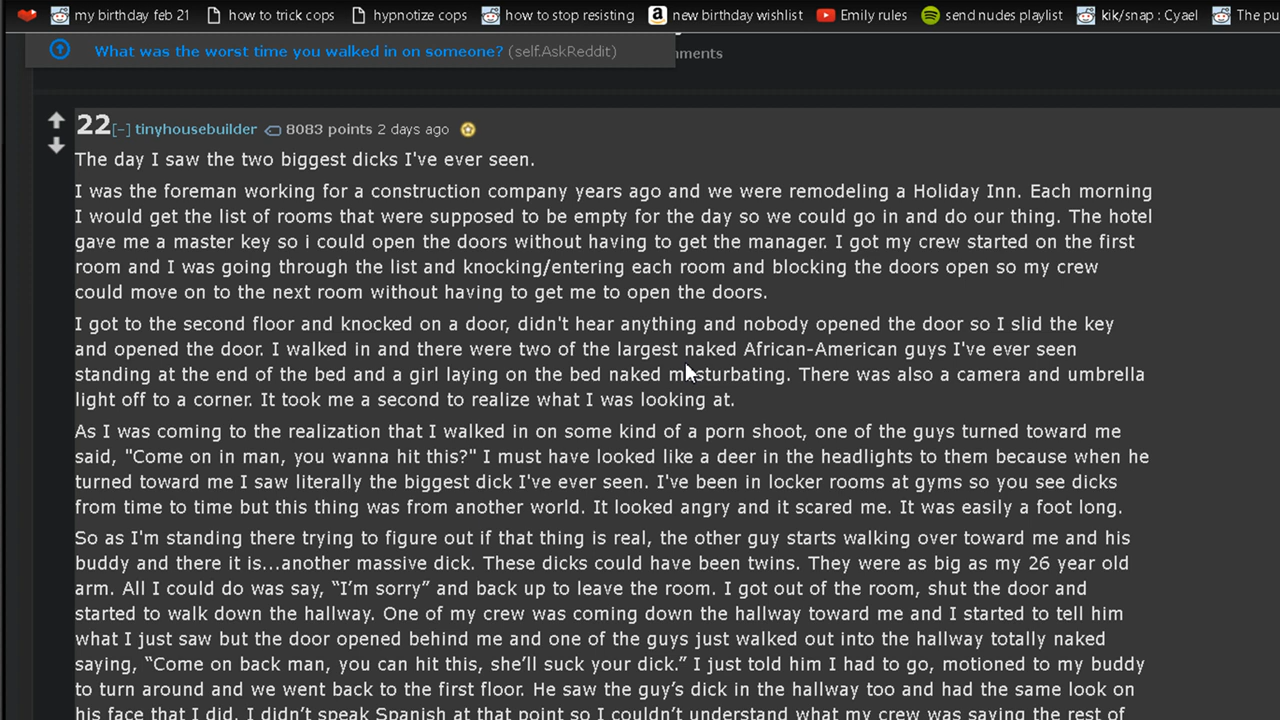 my birthday feb 21 how to trick cops hypnotize cops how to stop resisting new birthday wishlist Emily rules send nudes playlist kik/snap : Cyael The pu
What was the worst time you walked in on someone? (self.AskReddit)
22 [–] tinyhousebuilder 8083 points 2 days ago
The day I saw the two biggest dicks I've ever seen.
I was the foreman working for a construction company years ago and we were remodeling a Holiday Inn. Each morning
I would get the list of rooms that were supposed to be empty for the day so we could go in and do our thing. The hotel
gave me a master key so i could open the doors without having to get the manager. I got my crew started on the first
room and I was going through the list and knocking/entering each room and blocking the doors open so my crew
could move on to the next room without having to get me to open the doors.
I got to the second floor and knocked on a door, didn't hear anything and nobody opened the door so I slid the key
and opened the door. I walked in and there were two of the largest naked African-American guys I've ever seen
standing at the end of the bed and a girl laying on the bed naked masturbating. There was also a camera and umbrella
light off to a corner. It took me a second to realize what I was looking at.
As I was coming to the realization that I walked in on some kind of a porn shoot, one of the guys turned toward me
said, "Come on in man, you wanna hit this?" I must have looked like a deer in the headlights to them because when he
turned toward me I saw literally the biggest dick I've ever seen. I've been in locker rooms at gyms so you see dicks
from time to time but this thing was from another world. It looked angry and it scared me. It was easily a foot long.
So as I'm standing there trying to figure out if that thing is real, the other guy starts walking over toward me and his
buddy and there it is...another massive dick. These dicks could have been twins. They were as big as my 26 year old
arm. All I could do was say, “I’m sorry” and back up to leave the room. I got out of the room, shut the door and
started to walk down the hallway. One of my crew was coming down the hallway toward me and I started to tell him
what I just saw but the door opened behind me and one of the guys just walked out into the hallway totally naked
saying, “Come on back man, you can hit this, she’ll suck your dick.” I just told him I had to go, motioned to my buddy
to turn around and we went back to the first floor. He saw the guy’s dick in the hallway too and had the same look on
his face that I did. I didn’t speak Spanish at that point so I couldn’t understand what my crew was saying the rest of